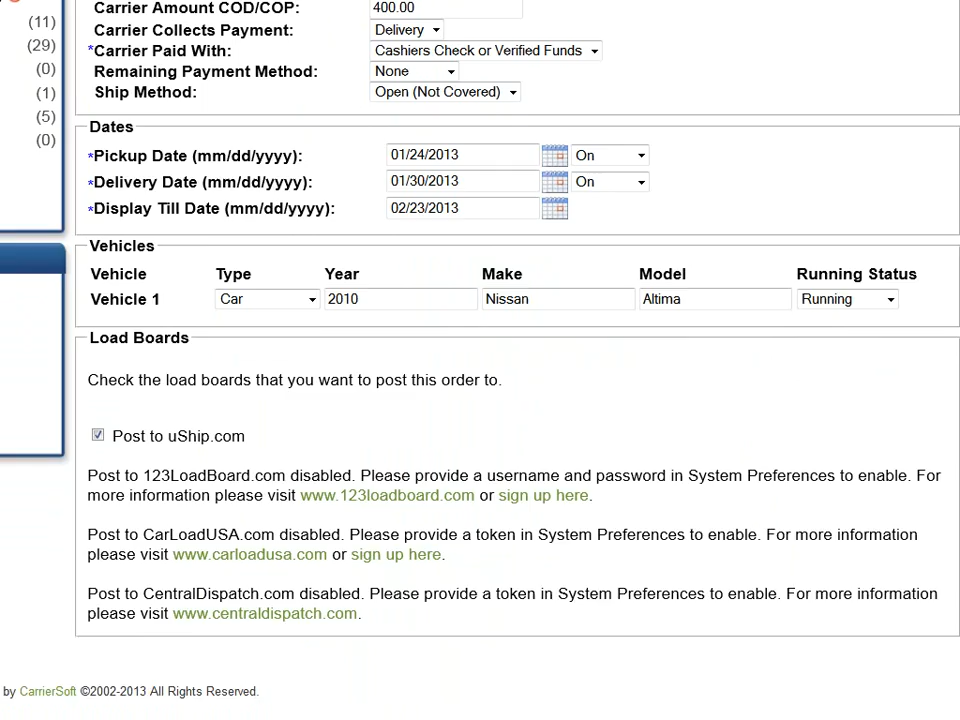 Carrier Amount COD/COP: 400.00
(11)
Carrier Collects Payment: Delivery
(29)
*Carrier Paid With: Cashiers Check or Verified Funds
(0)
Remaining Payment Method: None
(1)
Ship Method: Open (Not Covered)
(5)
Dates
(0)
*Pickup Date (mm/dd/yyyy): 01/24/2013 On
*Delivery Date (mm/dd/yyyy): 01/30/2013 On
*Display Till Date (mm/dd/yyyy): 02/23/2013
Vehicles
Vehicle Type Year Make Model Running Status
Vehicle 1 Car 2010 Nissan Altima Running
Load Boards
Check the load boards that you want to post this order to.
Post to uShip.com
Post to 123LoadBoard.com disabled. Please provide a username and password in System Preferences to enable. For
more information please visit www.123loadboard.com or sign up here.
Post to CarLoadUSA.com disabled. Please provide a token in System Preferences to enable. For more information
please visit www.carloadusa.com or sign up here.
Post to CentralDispatch.com disabled. Please provide a token in System Preferences to enable. For more information
please visit www.centraldispatch.com.
by CarrierSoft ©2002-2013 All Rights Reserved.